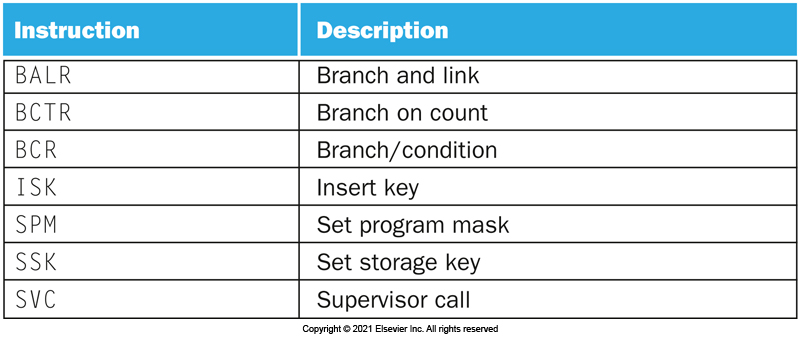 Instruction Description
BALR Branch and link
BCTR Branch on count
BCR Branch/condition
ISK Insert key
SPM Set program mask
SSK Set storage key
SVC Supervisor call
Copyright © 2021 Elsevier Inc. All rights reserved